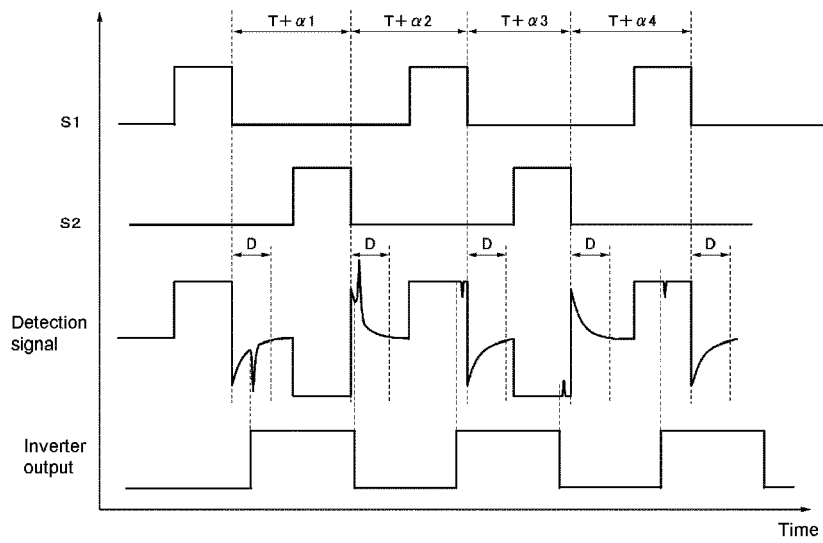 T+α1 T+α2 T+α3 T+α4
S1
S2
D D D D D
Detection
signal
Inverter
output
Time